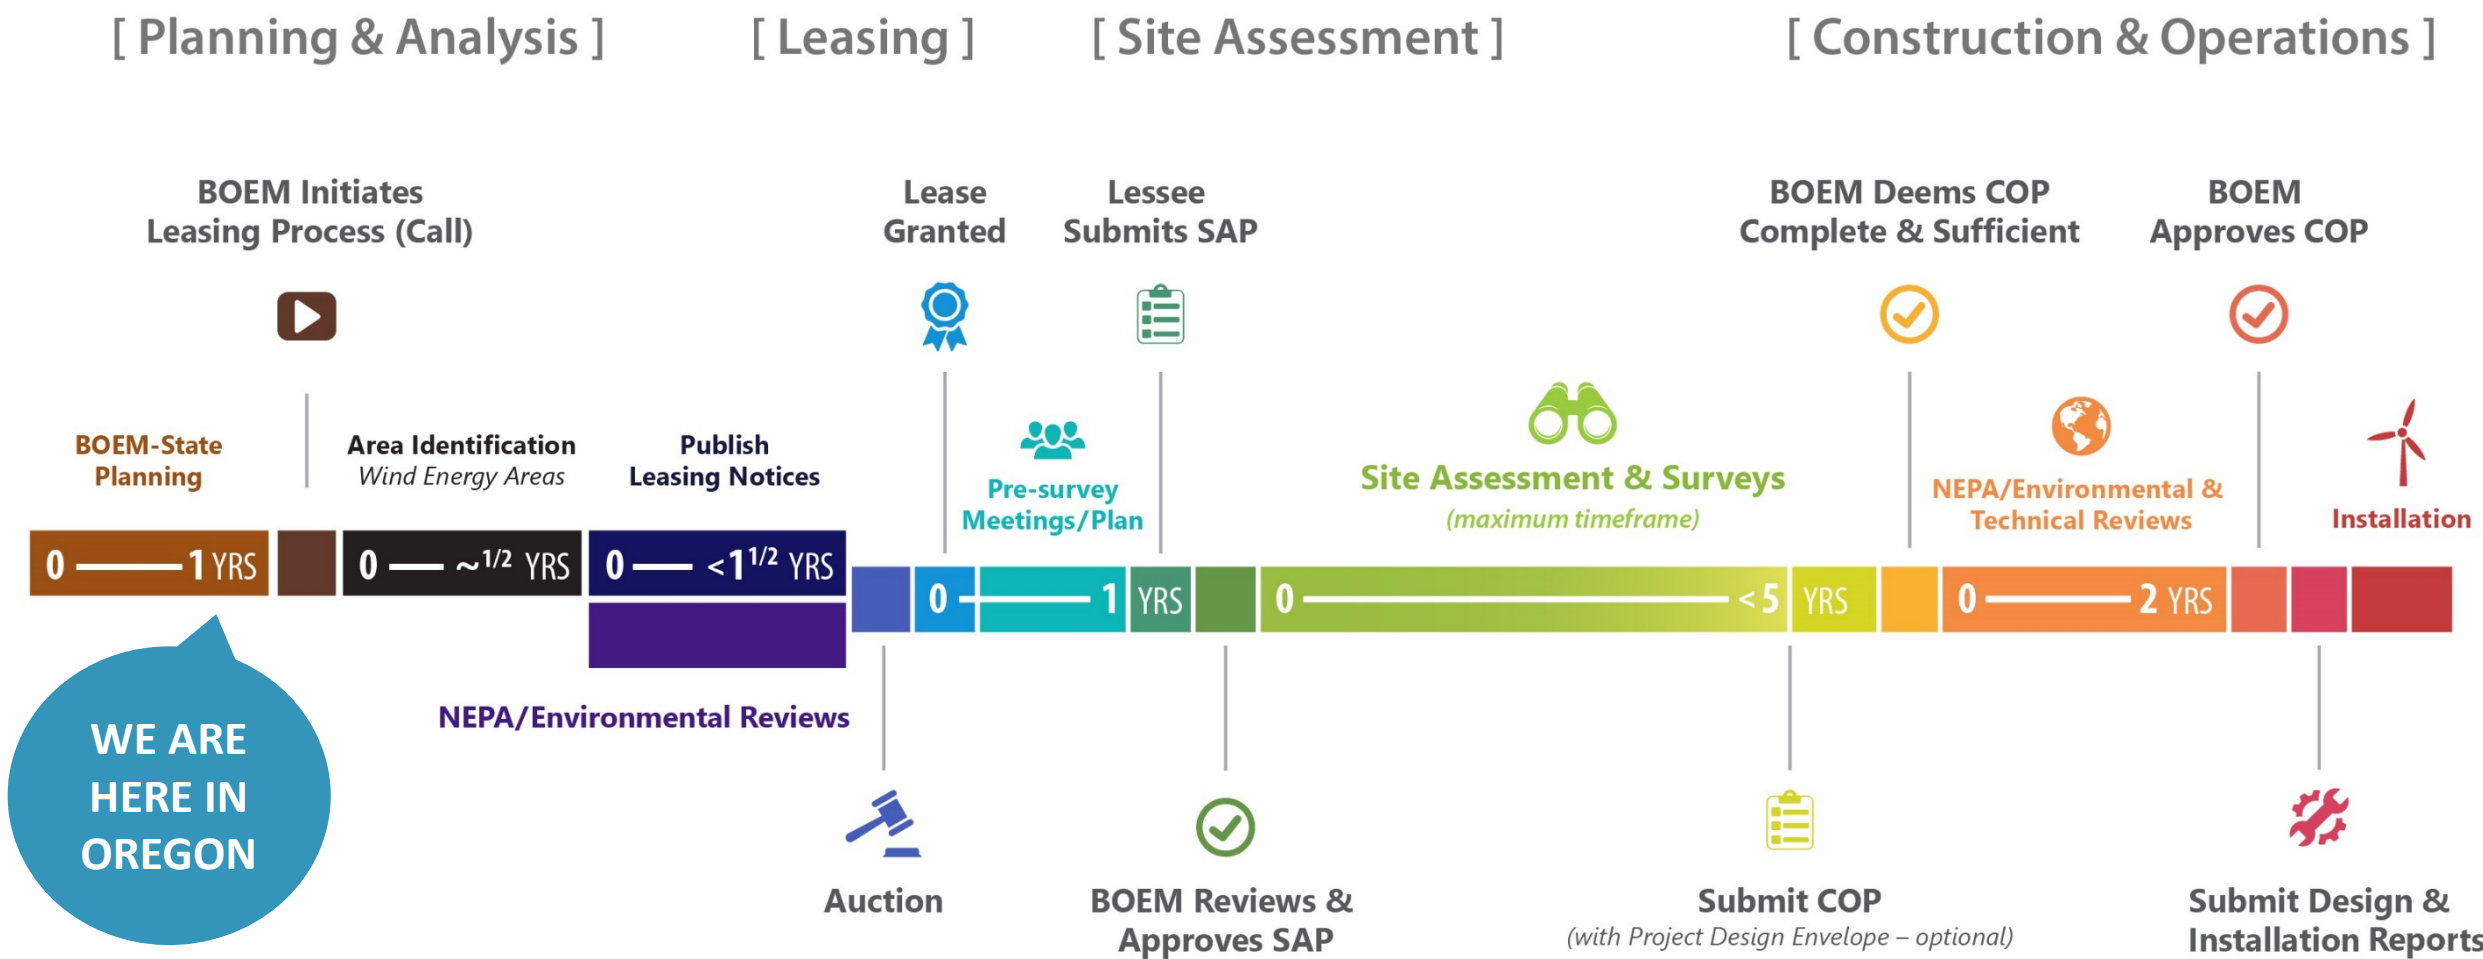 [ Planning & Analysis ]
[ Leasing ]
[ Site Assessment ]
[ Construction & Operations ]
BOEM Initiates
Leasing Process (Call)
Lease
Granted
Lessee
Submits SAP
BOEM Deems COP
Complete & Sufficient
BOEM
Approves COP
BOEM-State
Planning
Area Identification
Wind Energy Areas
Publish
Leasing Notices
Pre-survey
Meetings/Plan
Site Assessment & Surveys
(maximum timeframe)
NEPA/Environmental &
Technical Reviews
Installation
0 1 YRS
0 ~1/2 YRS
0 <1 1/2 YRS
0 1 YRS
0 <5 YRS
0 2 YRS
NEPA/Environmental Reviews
WE ARE
HERE IN
OREGON
Auction
BOEM Reviews &
Approves SAP
Submit COP
(with Project Design Envelope – optional)
Submit Design &
Installation Reports